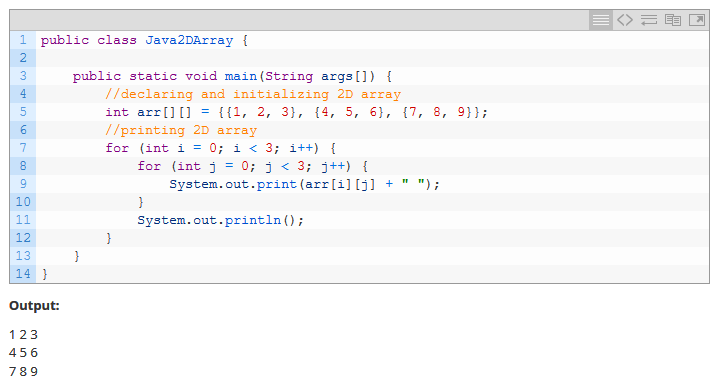 1 public class Java2DArray {
2
3     public static void main(String args[]) {
4         //declaring and initializing 2D array
5         int arr[][] = {{1, 2, 3}, {4, 5, 6}, {7, 8, 9}};
6         //printing 2D array
7         for (int i = 0; i < 3; i++) {
8             for (int j = 0; j < 3; j++) {
9                 System.out.print(arr[i][j] + " ");
10             }
11             System.out.println();
12         }
13     }
14 }
Output:
1 2 3
4 5 6
7 8 9